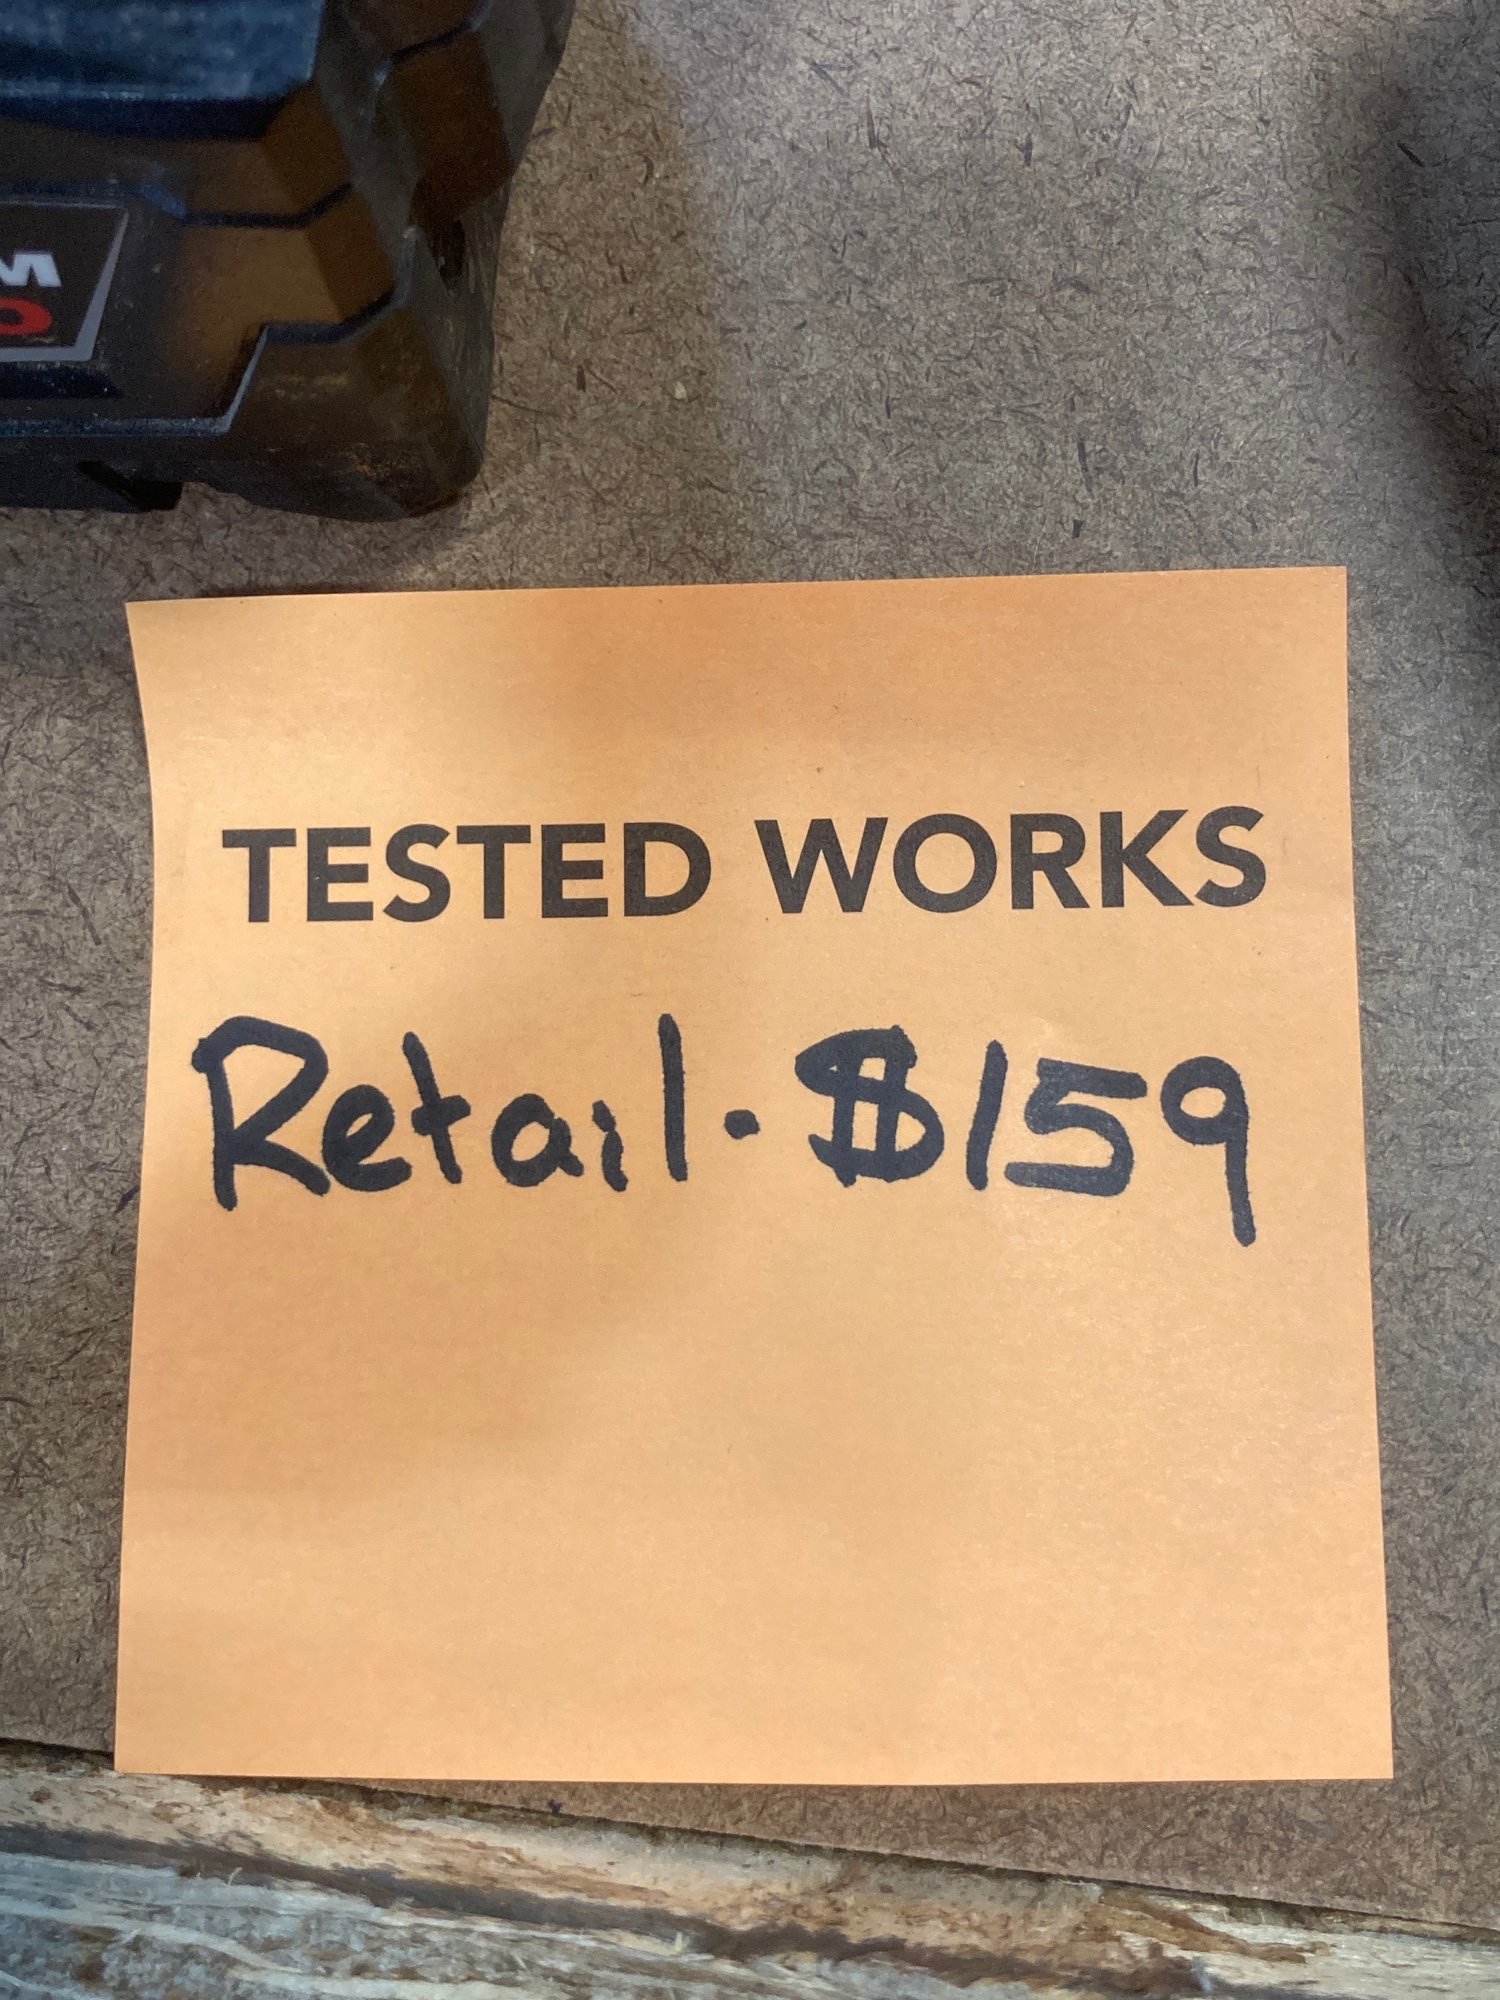 M
O
TESTED WORKS
Retail. $159